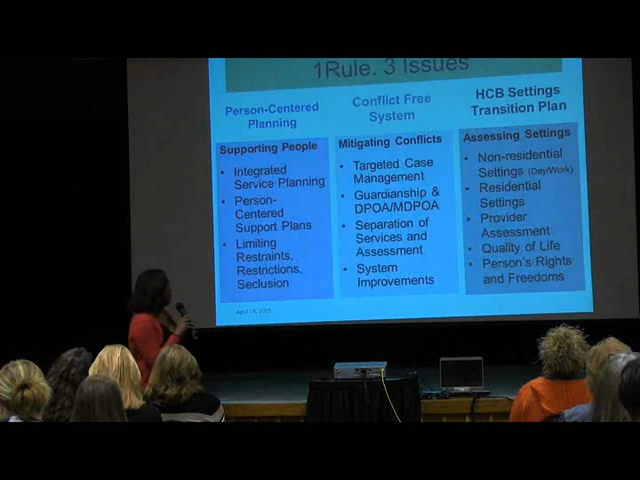 1Rule. 3 Issues
Person-Centered
Planning
Supporting People
• Integrated
Service Planning
• Person-
Centered
Support Plans
• Limiting
Restraints,
Restrictions,
Seclusion
Conflict Free
System
Mitigating Conflicts
• Targeted Case
Management
• Guardianship &
DPOA/MDPOA
• Separation of
Services and
Assessment
• System
Improvements
HCB Settings
Transition Plan
Assessing Settings
• Non-residential
Settings (Day/Work)
• Residential
Settings
• Provider
Assessment
• Quality of Life
• Person's Rights
and Freedoms
April 14, 2015